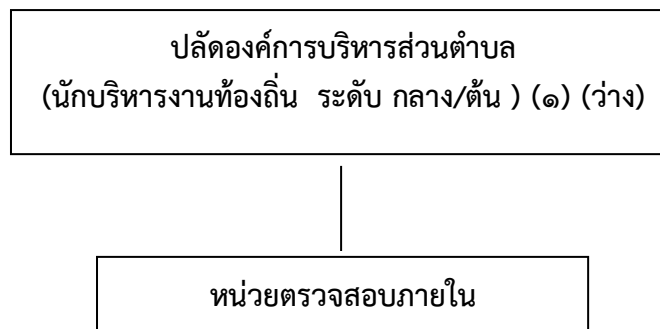 ปลัดองค์การบริหารส่วนตำบล
(นักบริหารงานท้องถิ่น ระดับ กลาง/ต้น ) (๑) (ว่าง)
หน่วยตรวจสอบภายใน